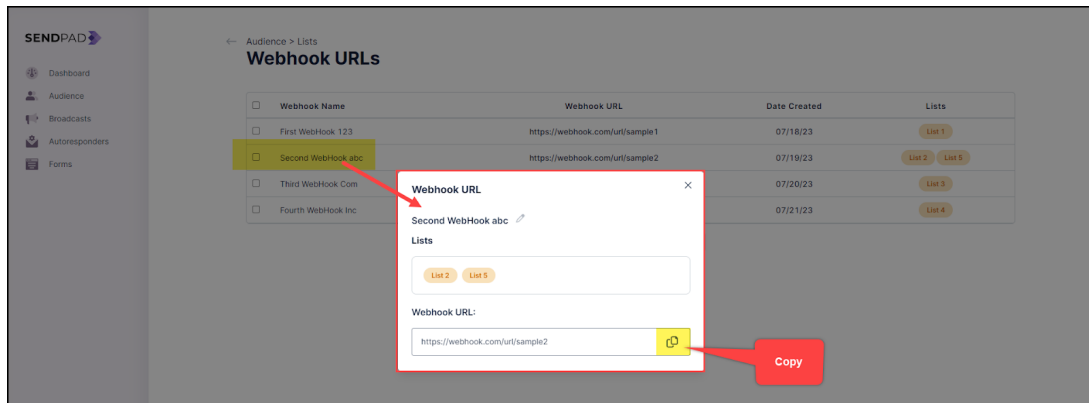 SENDPAD
Dashboard
Audience
Broadcasts
Autoresponders
Forms
← Audience > Lists
Webhook URLs
Webhook Name Webhook URL Date Created Lists
First WebHook 123 https://webhook.com/url/sample1 07/18/23 List 1
Second WebHook abc https://webhook.com/url/sample2 07/19/23 List 2 List 5
Third WebHook Com 07/20/23 List 3
Fourth WebHook Inc 07/21/23 List 4
Webhook URL ×
Second WebHook abc
Lists
List 2 List 5
Webhook URL:
https://webhook.com/url/sample2
Copy